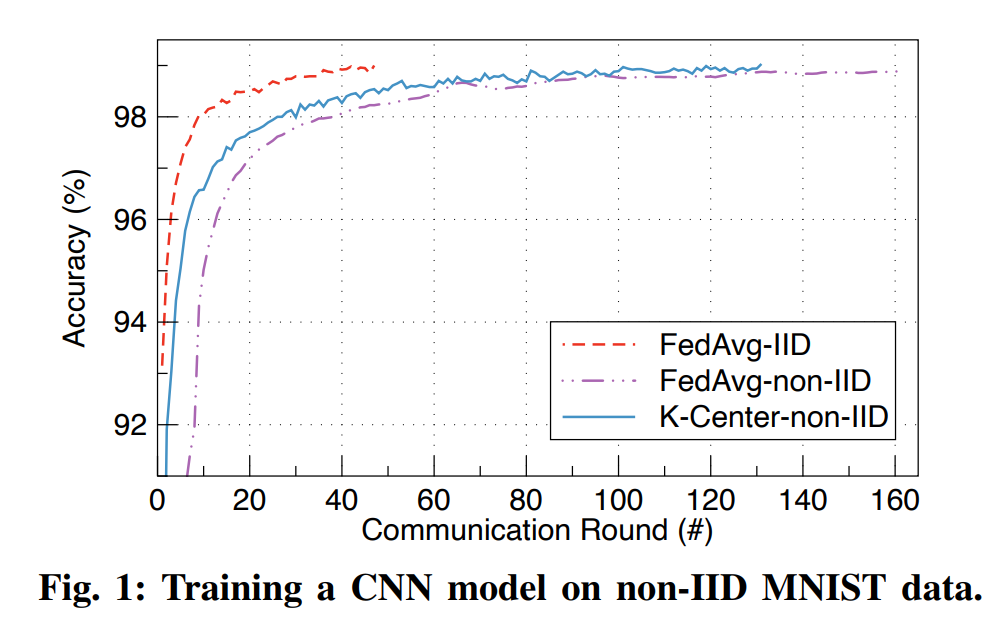 98
96
94
92
Accuracy (%)
FedAvg-IID
FedAvg-non-IID
K-Center-non-IID
0 20 40 60 80 100 120 140 160
Communication Round (#)
Fig. 1: Training a CNN model on non-IID MNIST data.